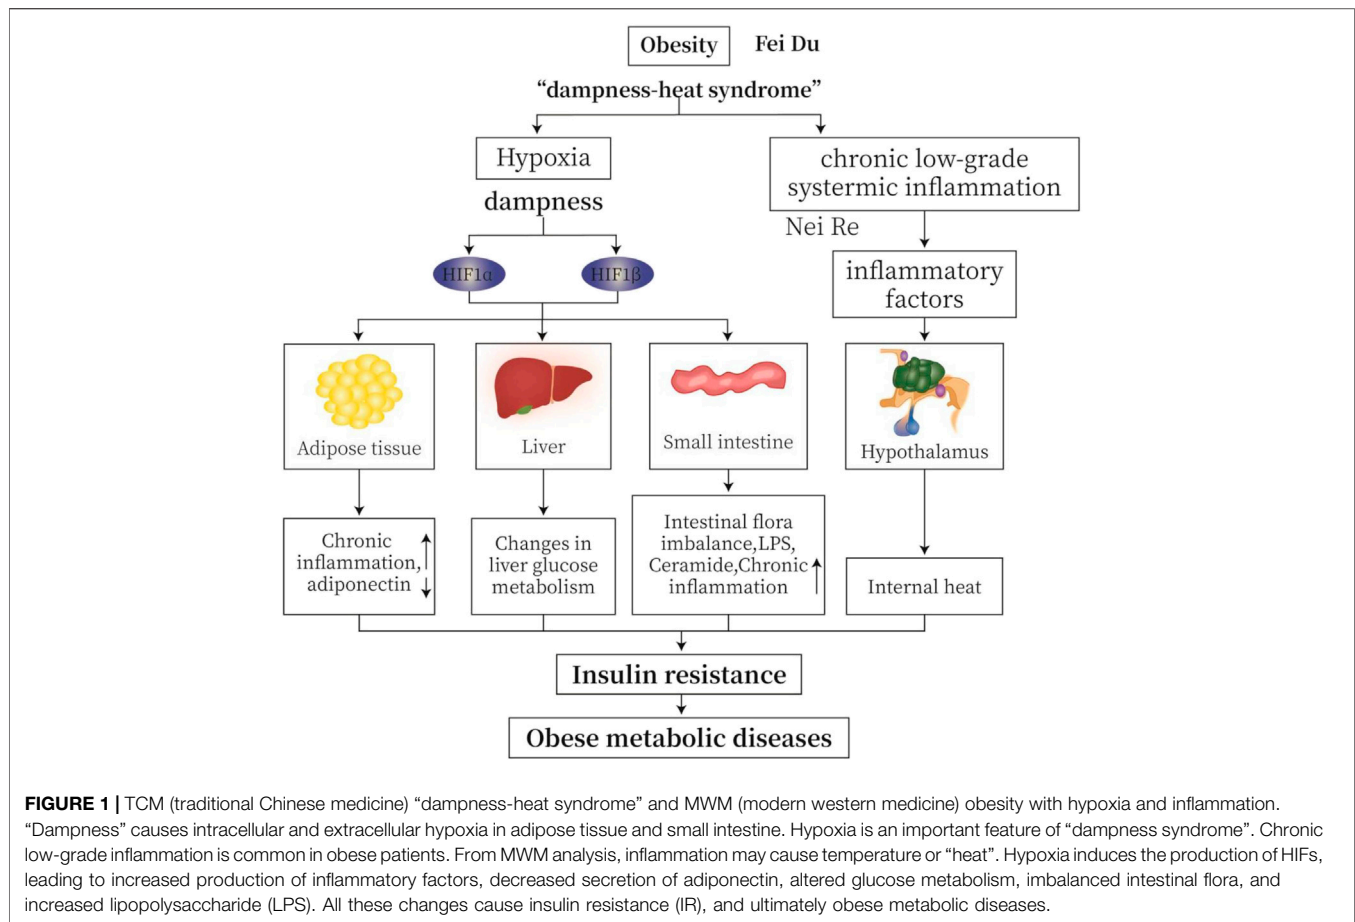 Obesity Fei Du
“dampness-heat syndrome”
Hypoxia
chronic low-grade
systermic inflammation
dampness
Nei Re
HIF1α HIF1β
inflammatory
factors
Adipose tissue
Liver
Small intestine
Hypothalamus
Chronic
inflammation,
adiponectin
Changes in
liver glucose
metabolism
Intestinal flora
imbalance,LPS,
Ceramide,Chronic
inflammation
Internal heat
Insulin resistance
Obese metabolic diseases
FIGURE 1 | TCM (traditional Chinese medicine) “dampness-heat syndrome” and MWM (modern western medicine) obesity with hypoxia and inflammation.
“Dampness” causes intracellular and extracellular hypoxia in adipose tissue and small intestine. Hypoxia is an important feature of “dampness syndrome”. Chronic
low-grade inflammation is common in obese patients. From MWM analysis, inflammation may cause temperature or “heat”. Hypoxia induces the production of HIFs,
leading to increased production of inflammatory factors, decreased secretion of adiponectin, altered glucose metabolism, imbalanced intestinal flora, and
increased lipopolysaccharide (LPS). All these changes cause insulin resistance (IR), and ultimately obese metabolic diseases.